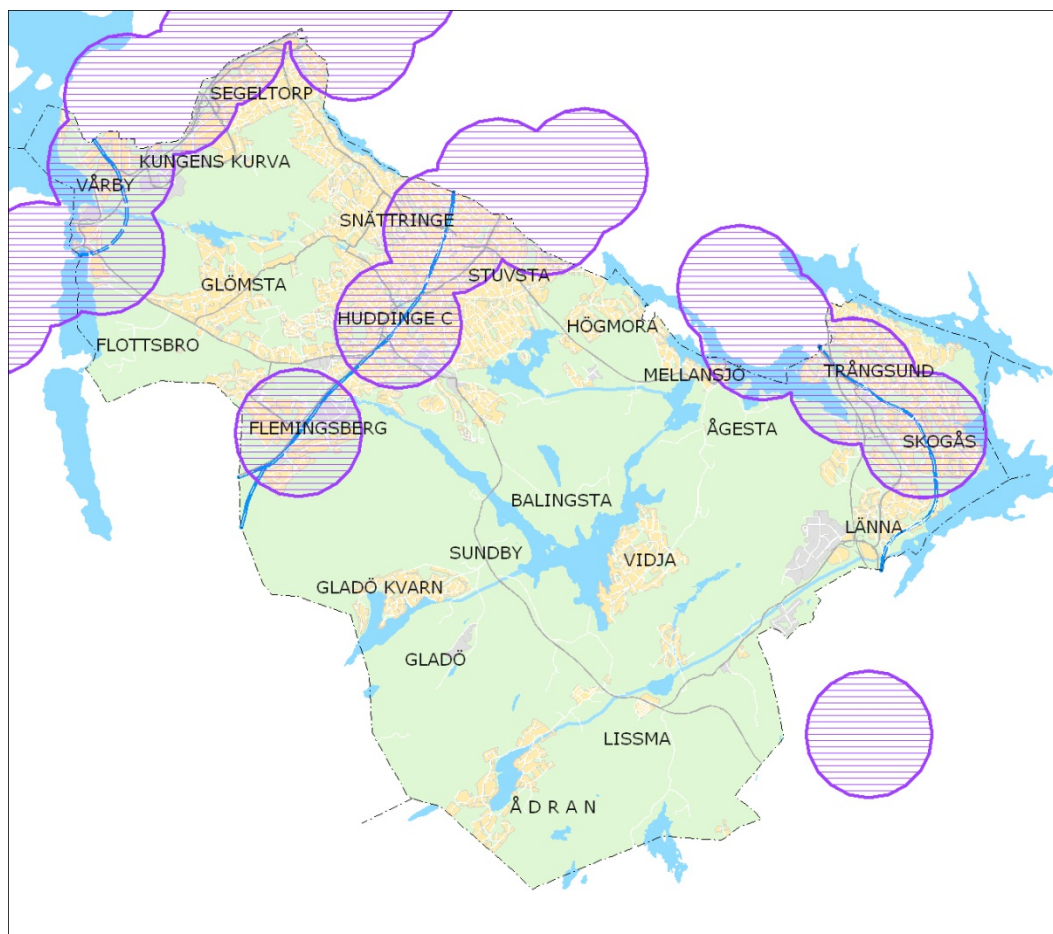 SEGELTORP
KUNGENS KURVA
VÅRBY
SNÄTTRINGE
STUVSTA
GLÖMSTA
HUDDINGE C
HÖGMORA
FLOTTSBRO
MELLANSJÖ
TRÅNGSUND
FLEMINGSBERG
ÅGESTA
SKOGÅS
BALINGSTA
LÄNNA
SUNDBY
VIDJA
GLADÖ KVARN
GLADÖ
LISSMA
Å D R A N